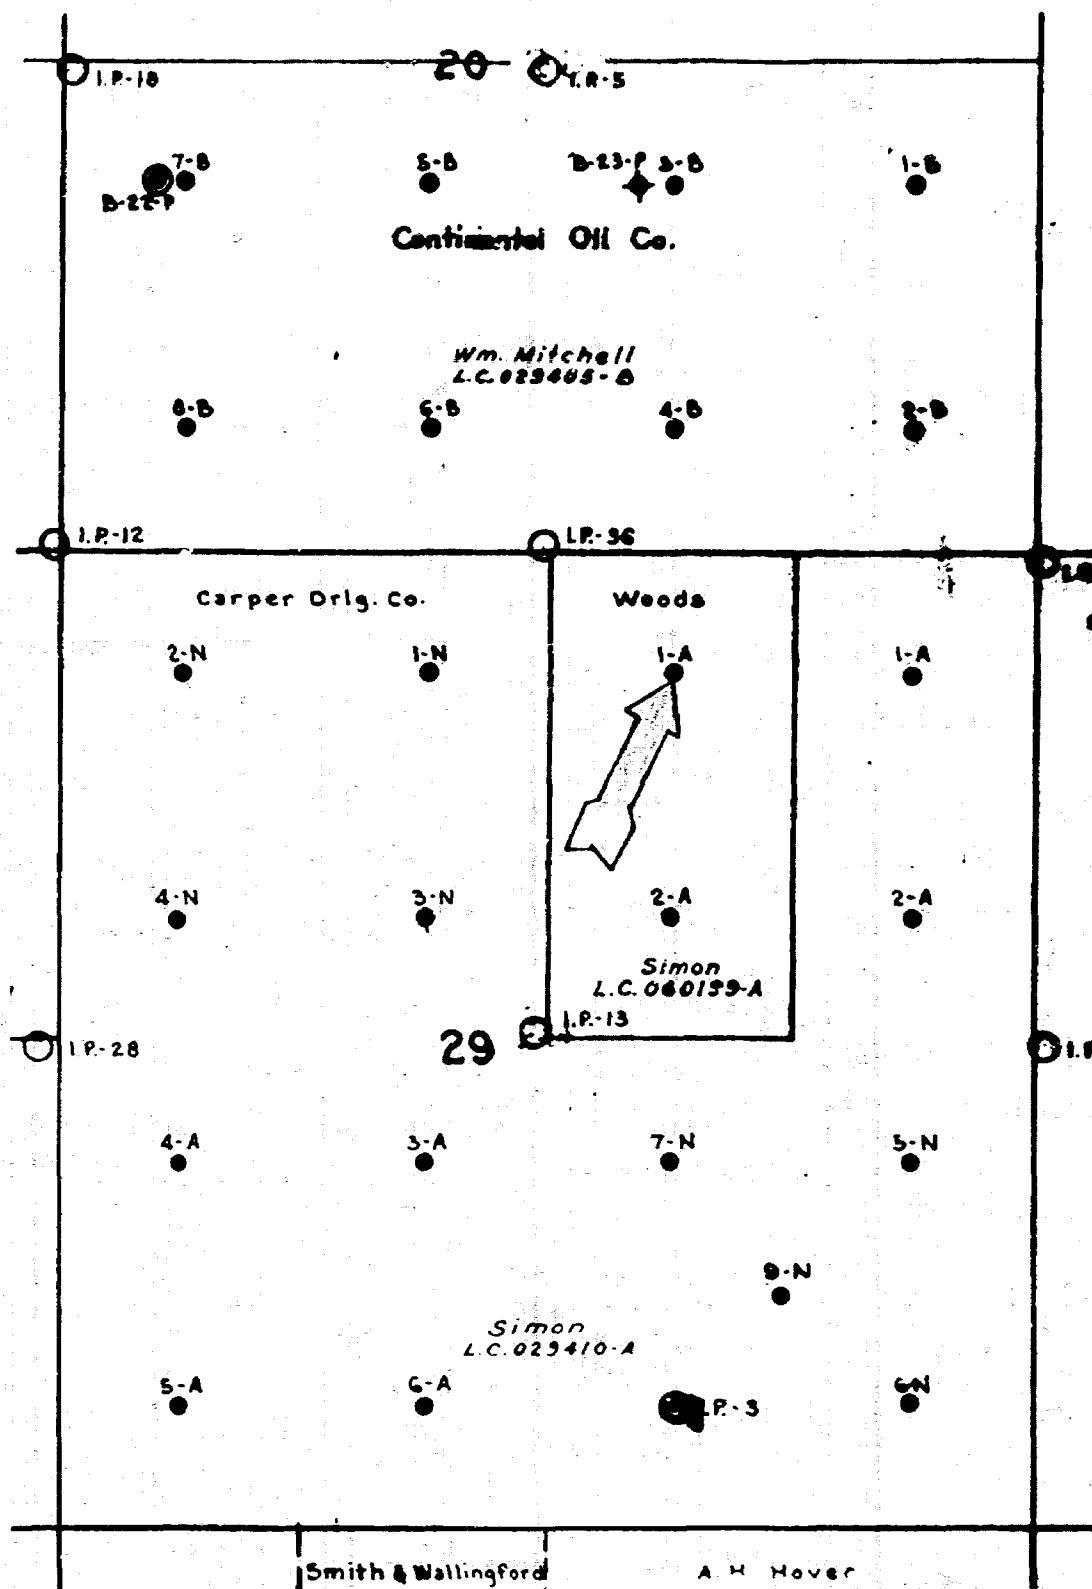 20
I.P.-18
I.P.-5
7-B
5-B
B-23-P
3-B
1-B
B-22-P
Continental Oil Co.
Wm. Mitchell
L.C. 029405-B
8-B
6-B
4-B
2-B
I.P.-12
I.P.-36
Carper Drlg. Co.
Woods
2-N
1-N
1-A
1-A
4-N
3-N
2-A
2-A
Simon
L.C. 060199-A
I.P.-13
I.P.-28
29
4-A
3-A
7-N
5-N
9-N
Simon
L.C. 029410-A
5-A
6-A
I.P.-3
6-N
Smith & Wallingford
A H Hover